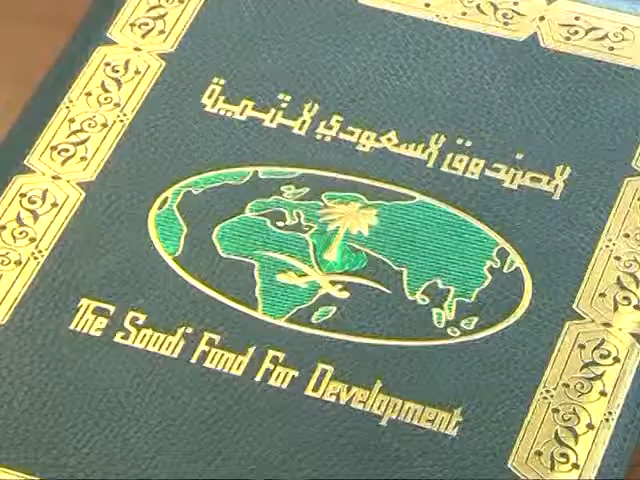 الصندوق السعودي للتنمية
The Saudi Fund For Development